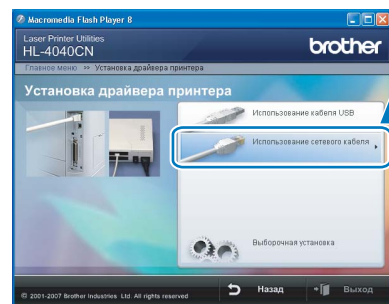 Macromedia Flash Player 8
Laser Printer Utilities
HL-4040CN
brother
Главное меню >> Установка драйвера принтера
Установка драйвера принтера
Использование кабеля USB
Использование сетевого кабеля
Выборочная установка
© 2001-2007 Brother Industries Ltd. All rights reserved
Назад
Выход